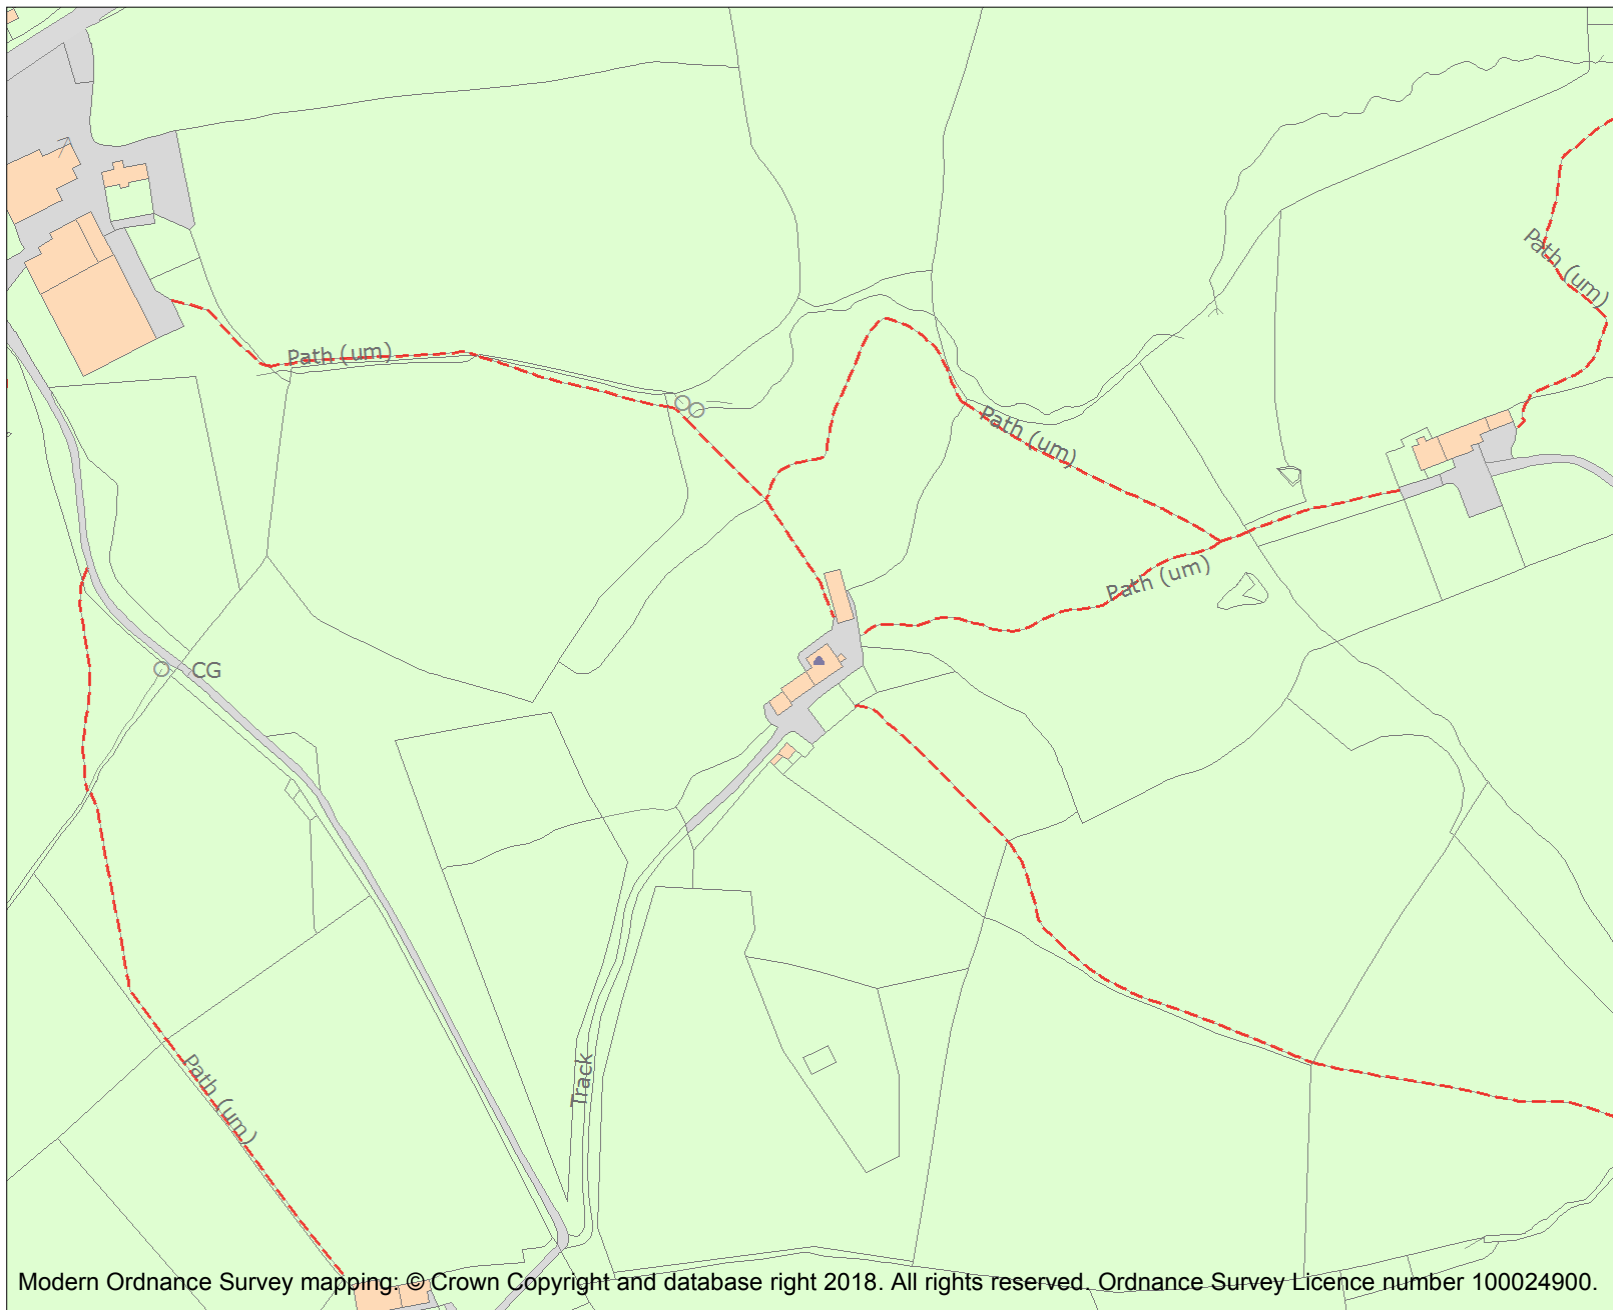 Path (um)
Path (um)
Path (um)
Path (um)
CG
Track
Path (um)
Modern Ordnance Survey mapping: © Crown Copyright and database right 2018. All rights reserved. Ordnance Survey Licence number 100024900.